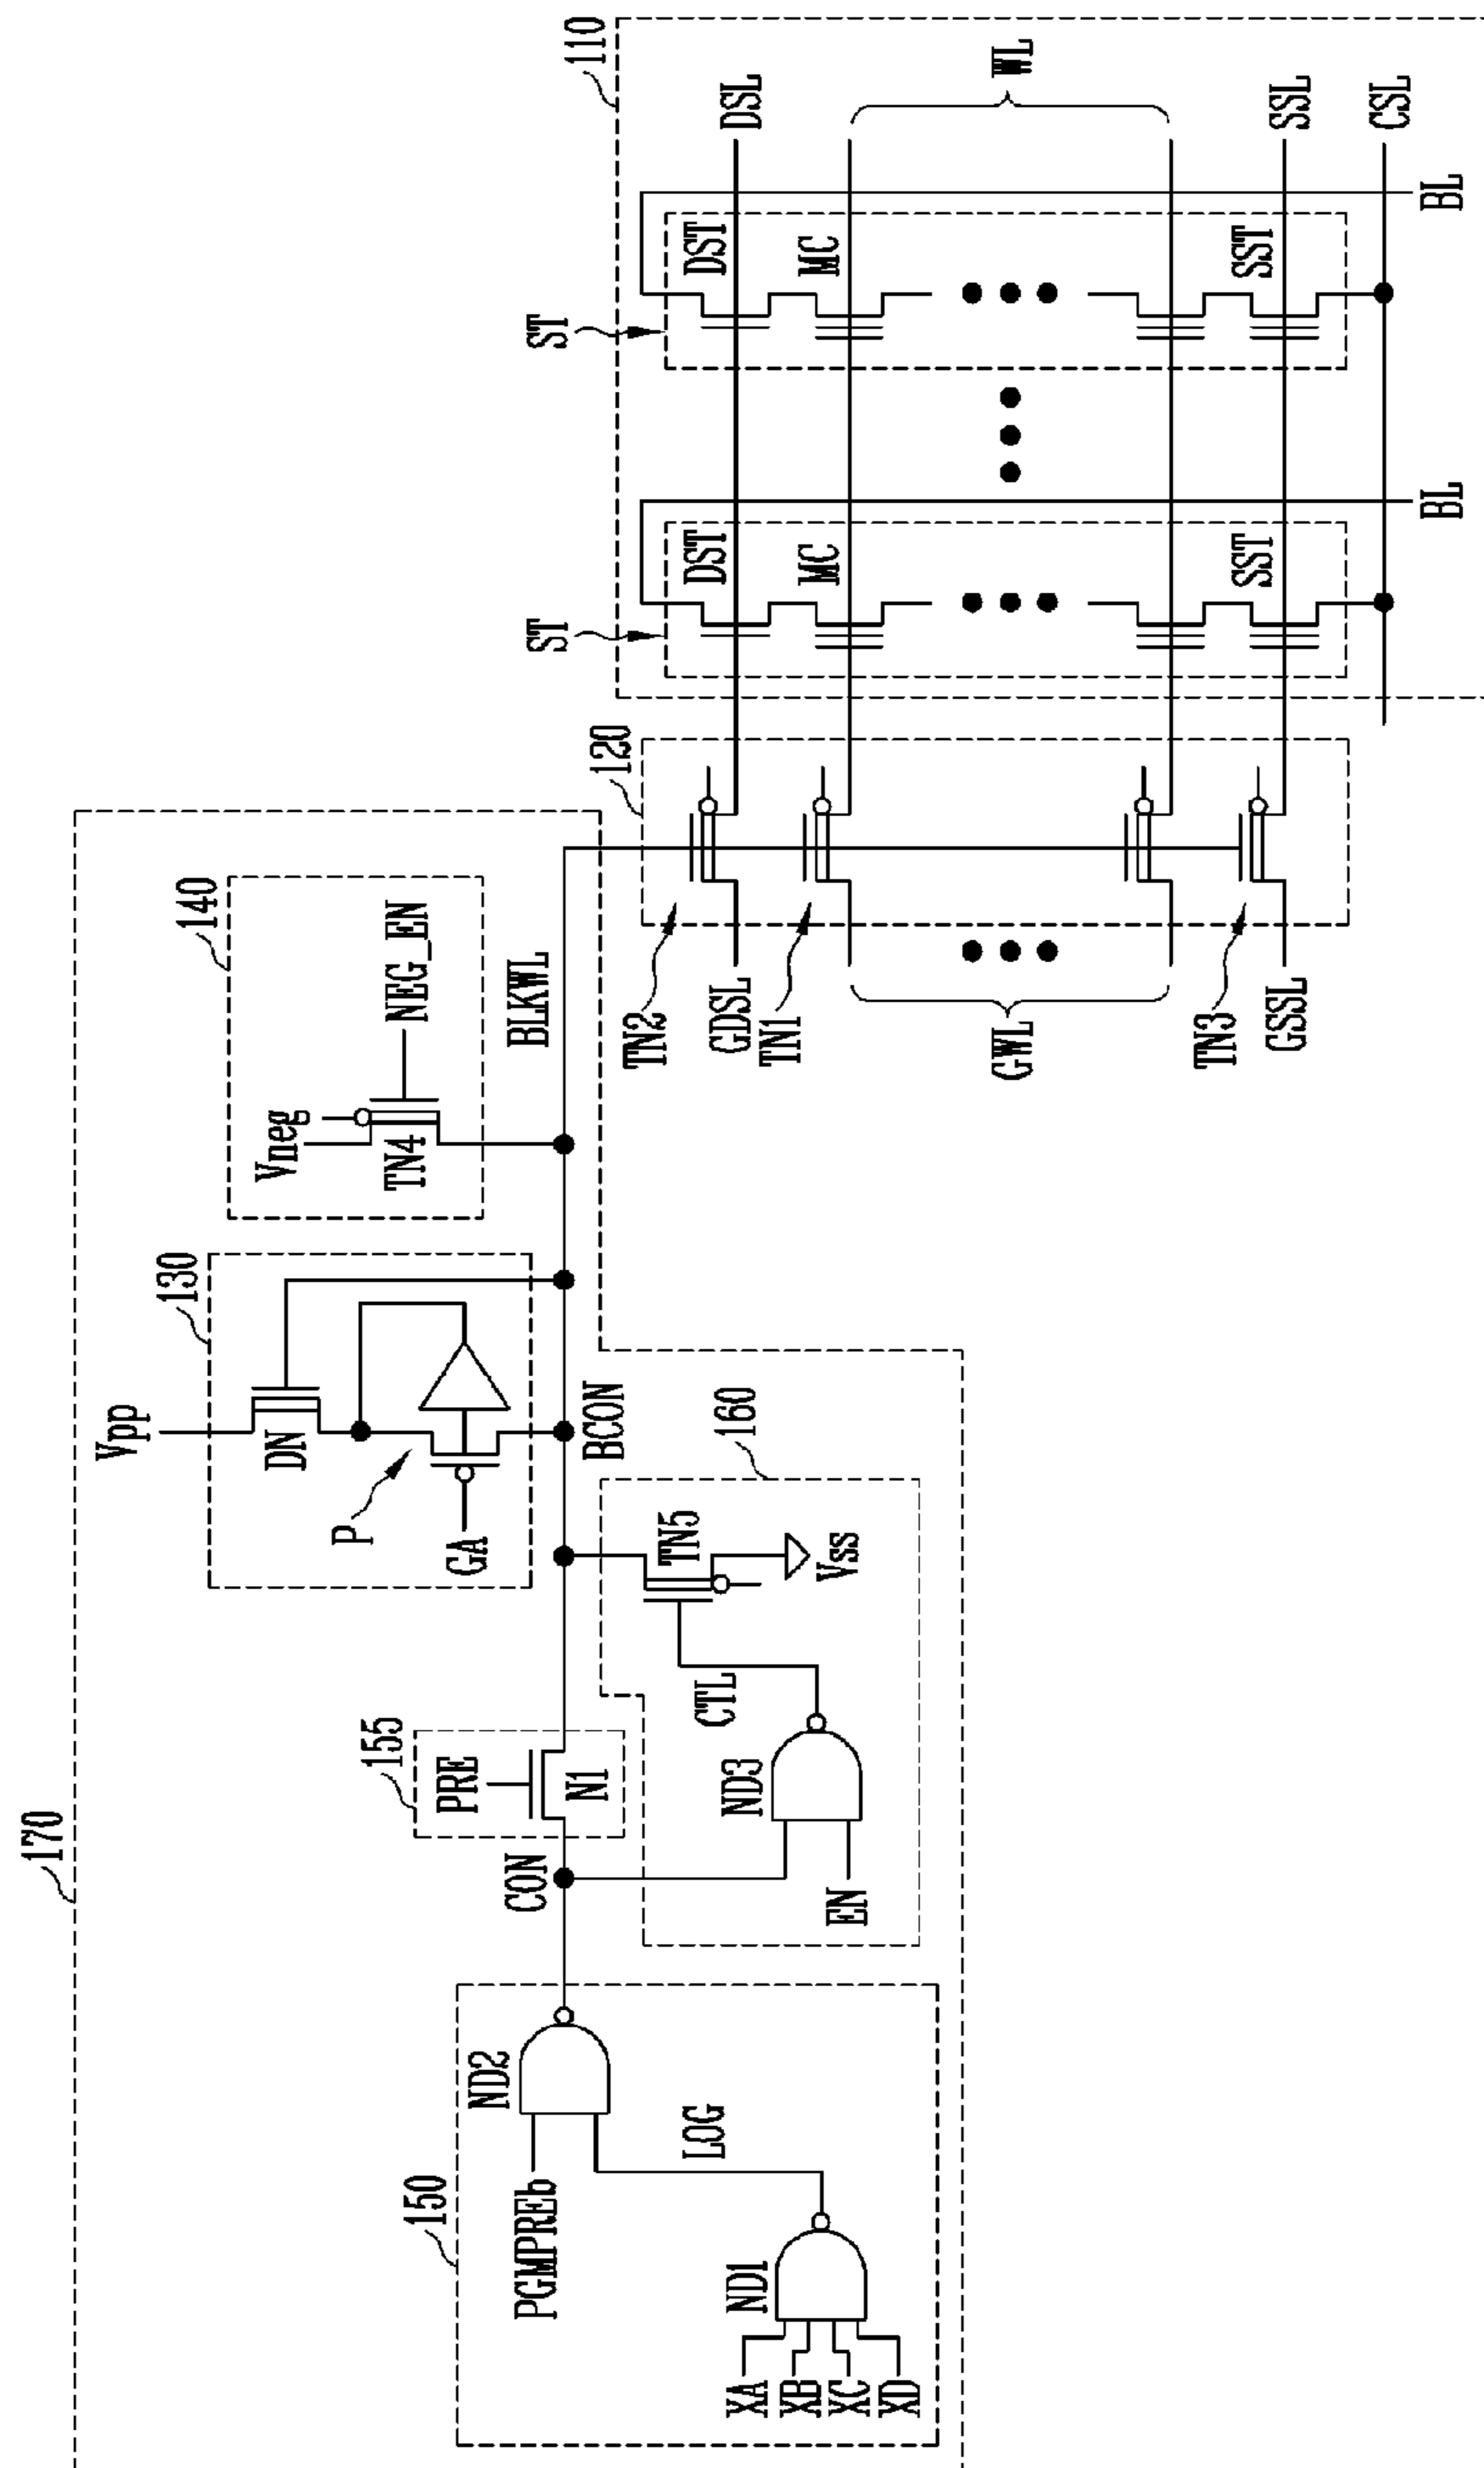 170
150
PGMPREb
ND2
LOG
XA
XB
XC
XD
ND1
155
PRE
N1
CON
160
CTL
TN5
Vss
ND3
EN
130
Vpp
DN
P
GA
BCON
140
Vneg
NEG_EN
TN4
BLKWL
120
TN2
GDSL
TN1
GWL
TN3
GSSL
110
ST
ST
DST
DST
DSL
MC
MC
WL
SST
SST
SSL
CSL
BL
BL